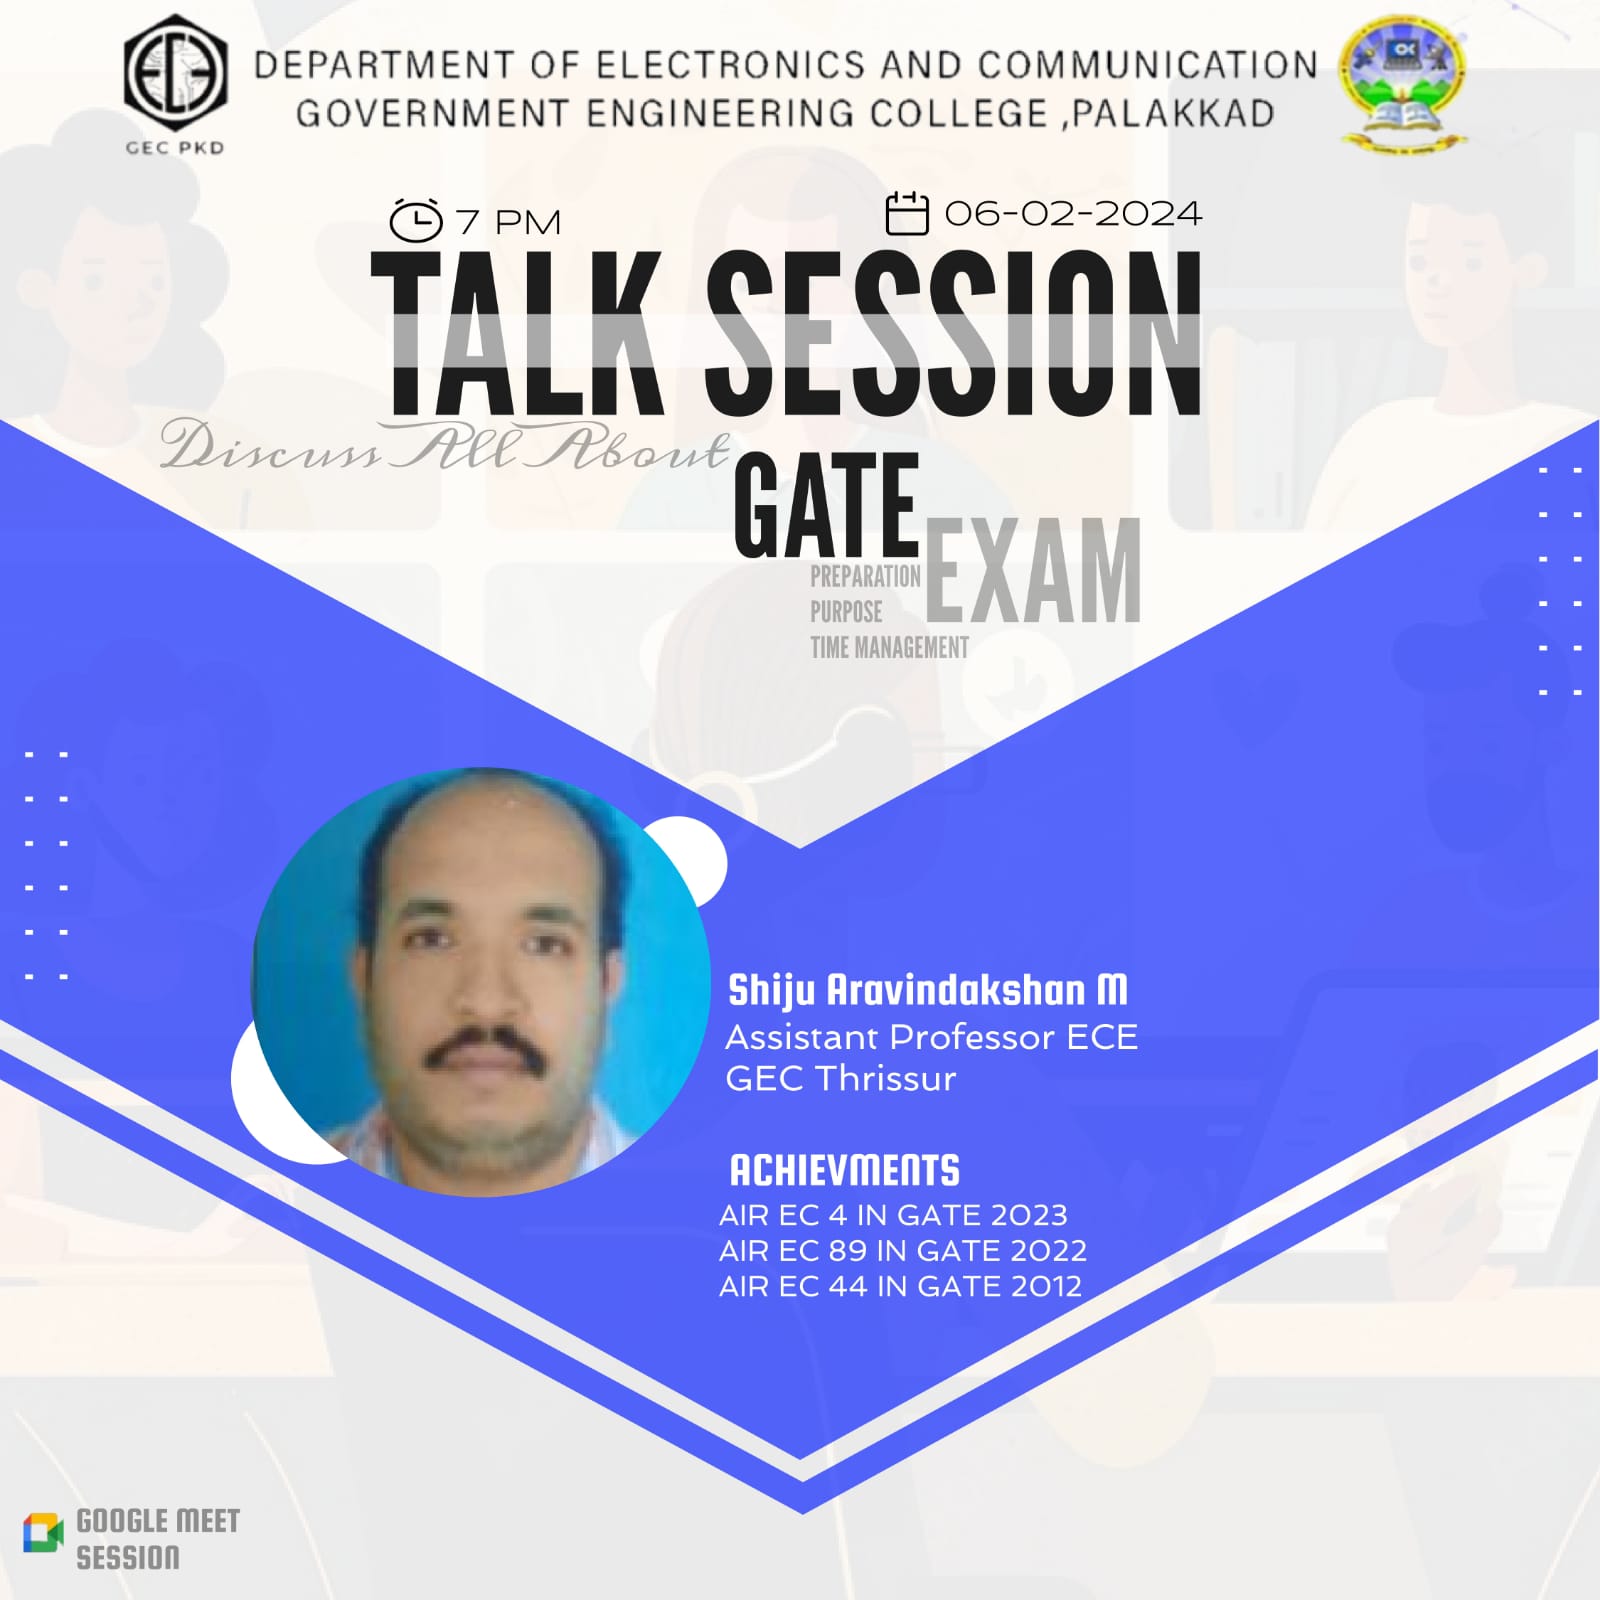 DEPARTMENT OF ELECTRONICS AND COMMUNICATION
GOVERNMENT ENGINEERING COLLEGE ,PALAKKAD
ECE
GEC PKD
7 PM
06-02-2024
TALK SESSION
Discuss All About
GATE
EXAM
PREPARATION
PURPOSE
TIME MANAGEMENT
Shiju Aravindakshan M
Assistant Professor ECE
GEC Thrissur
ACHIEVMENTS
AIR EC 4 IN GATE 2023
AIR EC 89 IN GATE 2022
AIR EC 44 IN GATE 2012
GOOGLE MEET
SESSION